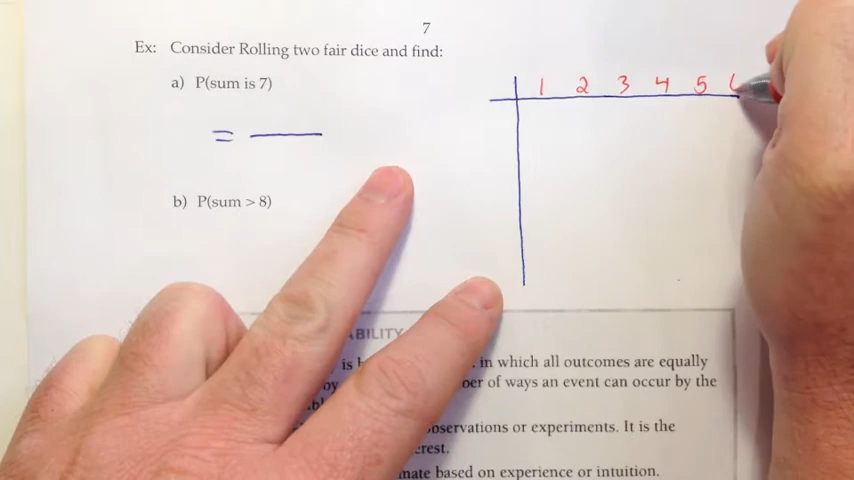 7
Ex: Consider Rolling two fair dice and find:
a) P(sum is 7)
1 2 3 4 5
=
b) P(sum > 8)
ABILITY
is in which all outcomes are equally
by of ways an event can occur by the
observations or experiments. It is the
based on experience or intuition.